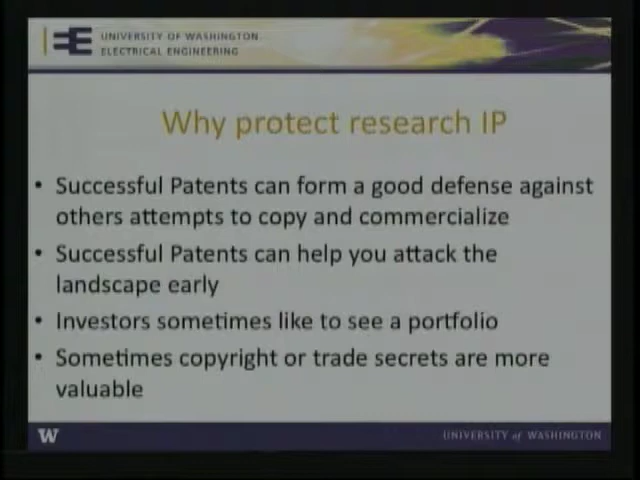 EE UNIVERSITY OF WASHINGTON
ELECTRICAL ENGINEERING
Why protect research IP
• Successful Patents can form a good defense against
others attempts to copy and commercialize
• Successful Patents can help you attack the
landscape early
• Investors sometimes like to see a portfolio
• Sometimes copyright or trade secrets are more
valuable
W UNIVERSITY of WASHINGTON